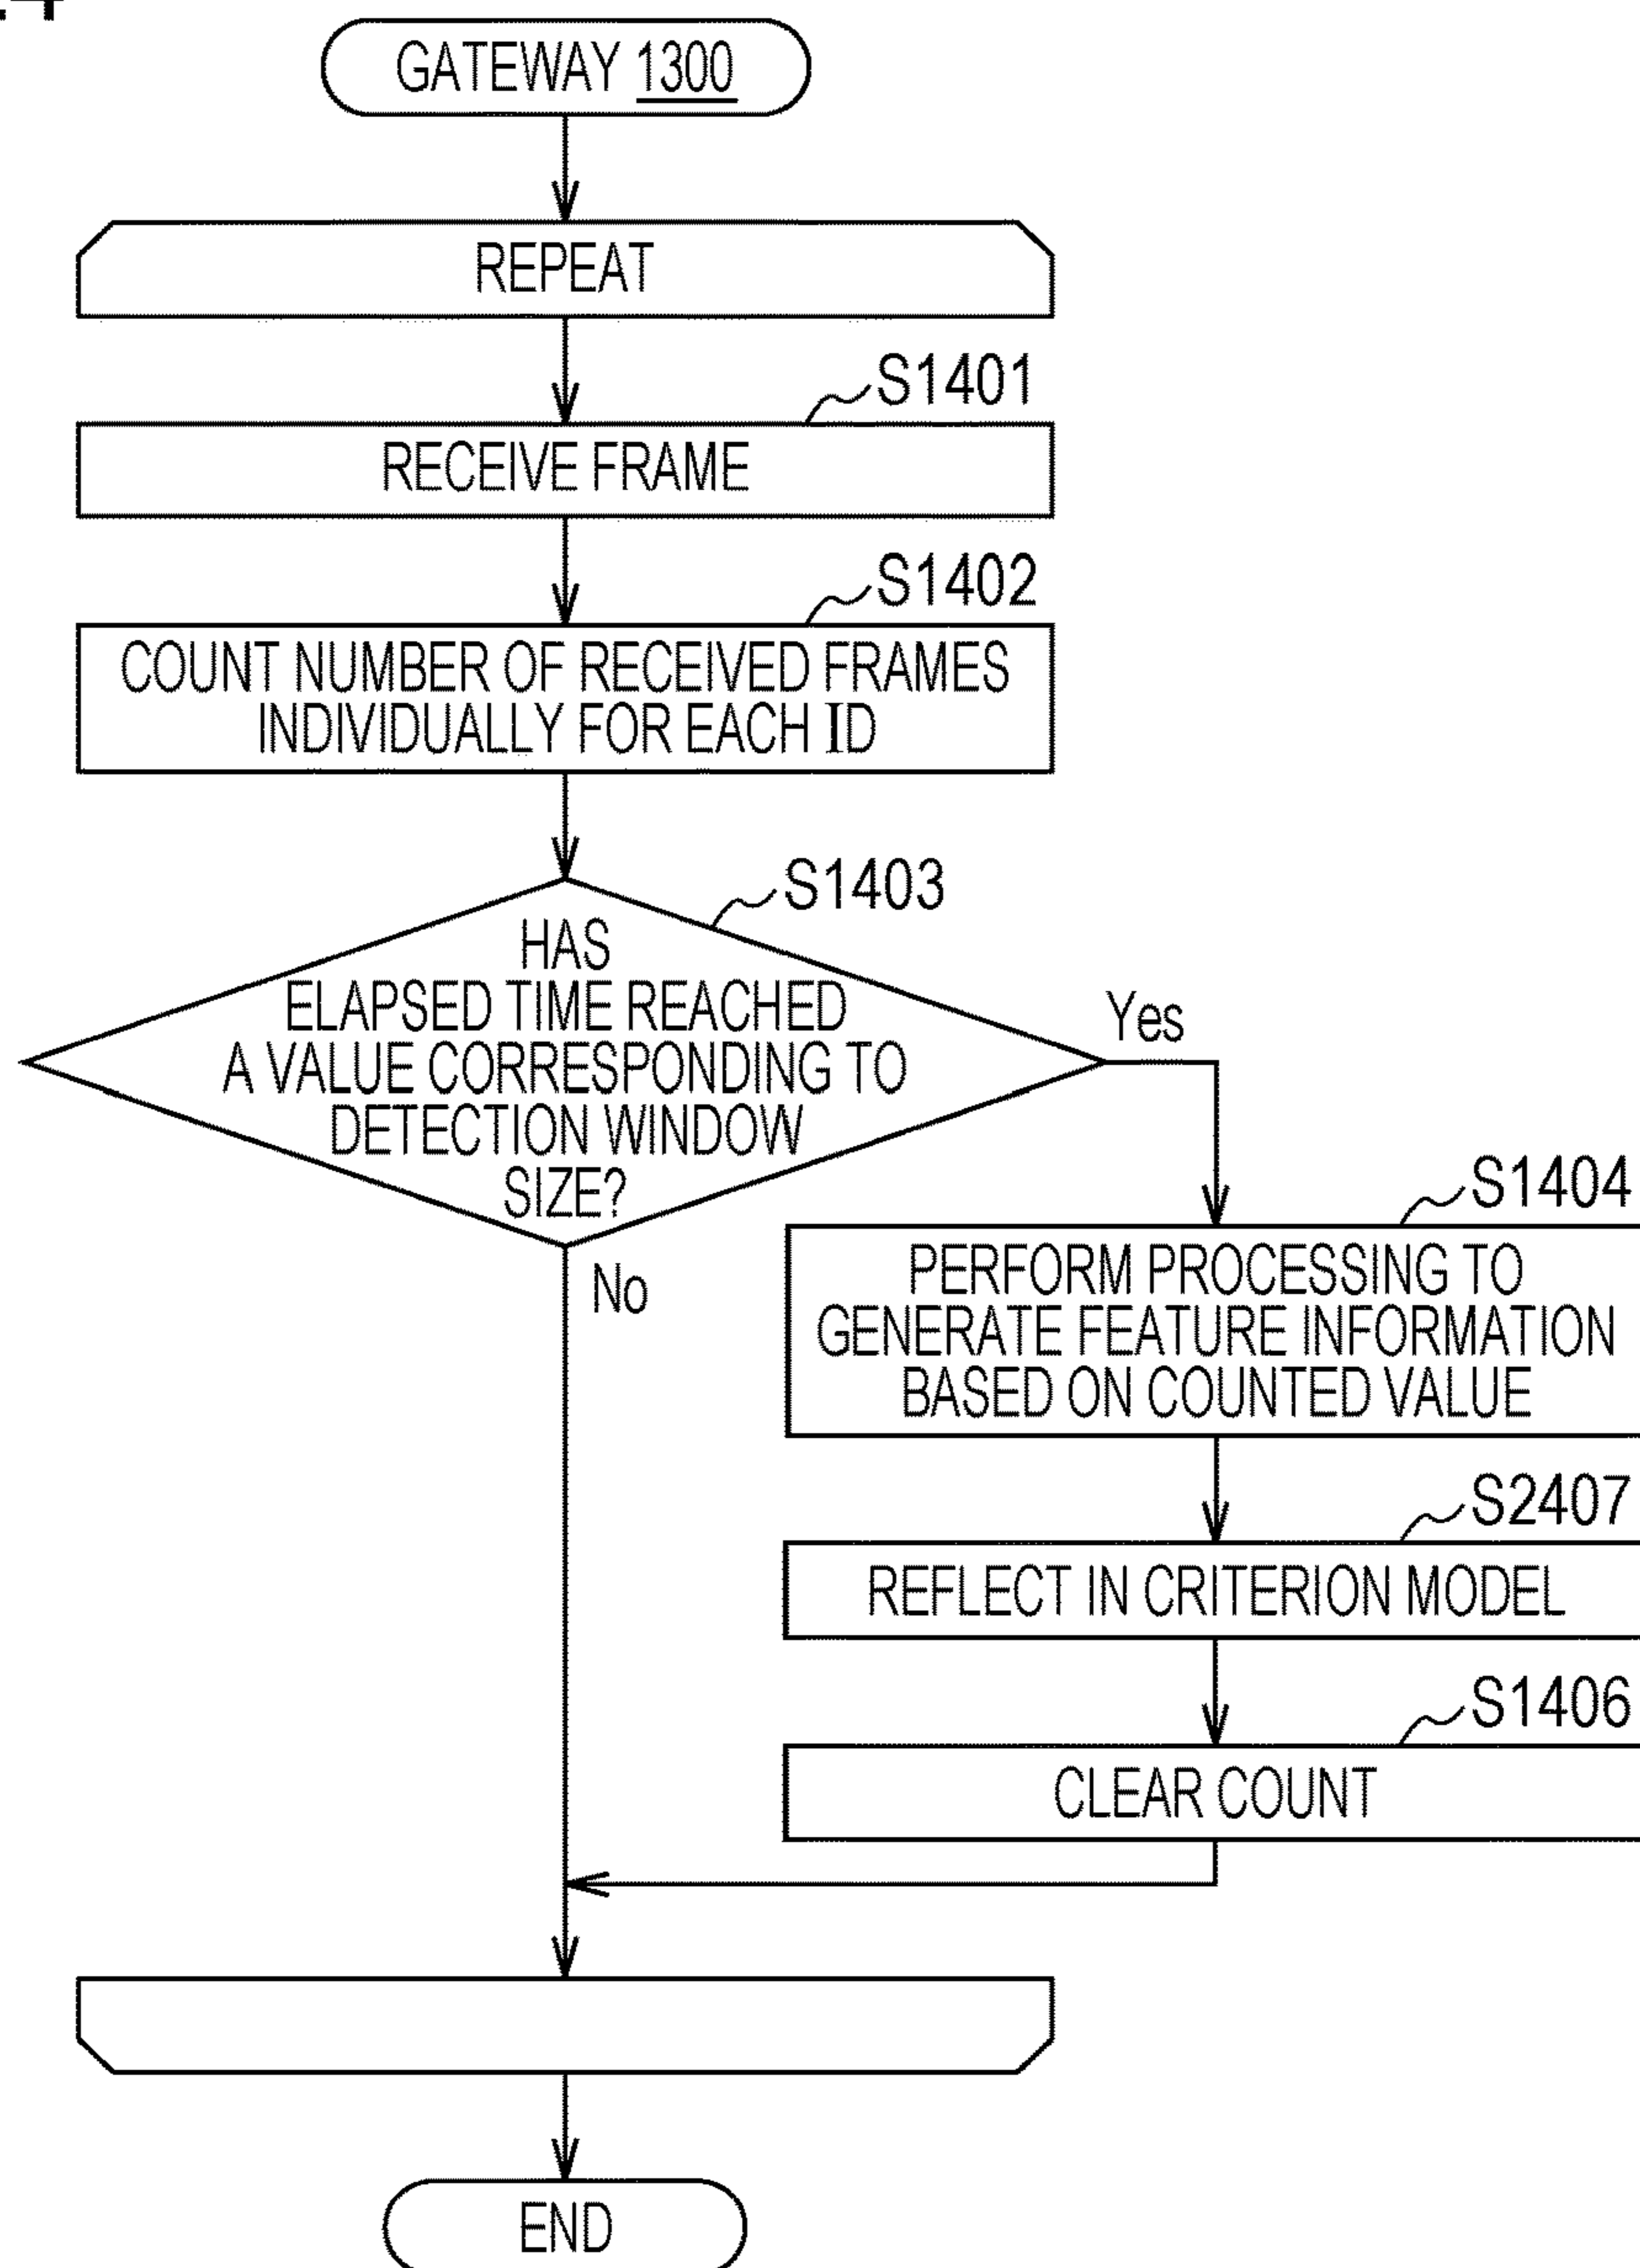 GATEWAY 1300
REPEAT
S1401
RECEIVE FRAME
S1402
COUNT NUMBER OF RECEIVED FRAMES
INDIVIDUALLY FOR EACH ID
S1403
HAS
ELAPSED TIME REACHED
A VALUE CORRESPONDING TO
DETECTION WINDOW
SIZE?
Yes
No
S1404
PERFORM PROCESSING TO
GENERATE FEATURE INFORMATION
BASED ON COUNTED VALUE
S2407
REFLECT IN CRITERION MODEL
S1406
CLEAR COUNT
END